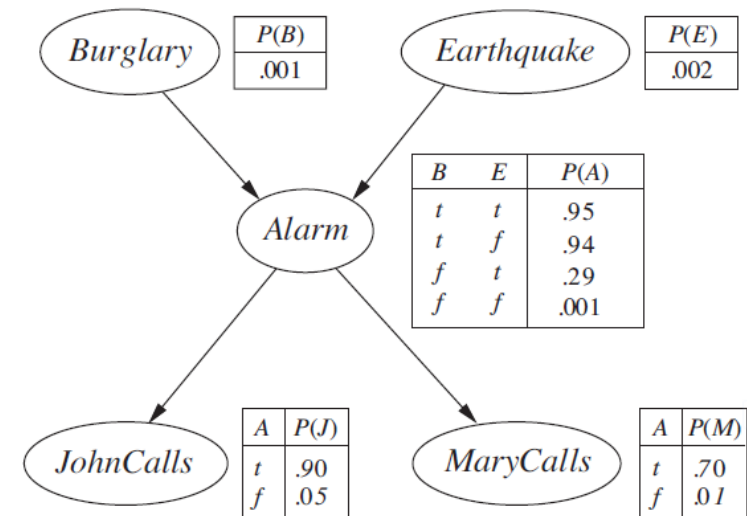 Burglary
P(B)
.001
Earthquake
P(E)
.002
Alarm
B E P(A)
t t .95
t f .94
f t .29
f f .001
JohnCalls
A P(J)
t .90
f .05
MaryCalls
A P(M)
t .70
f .01